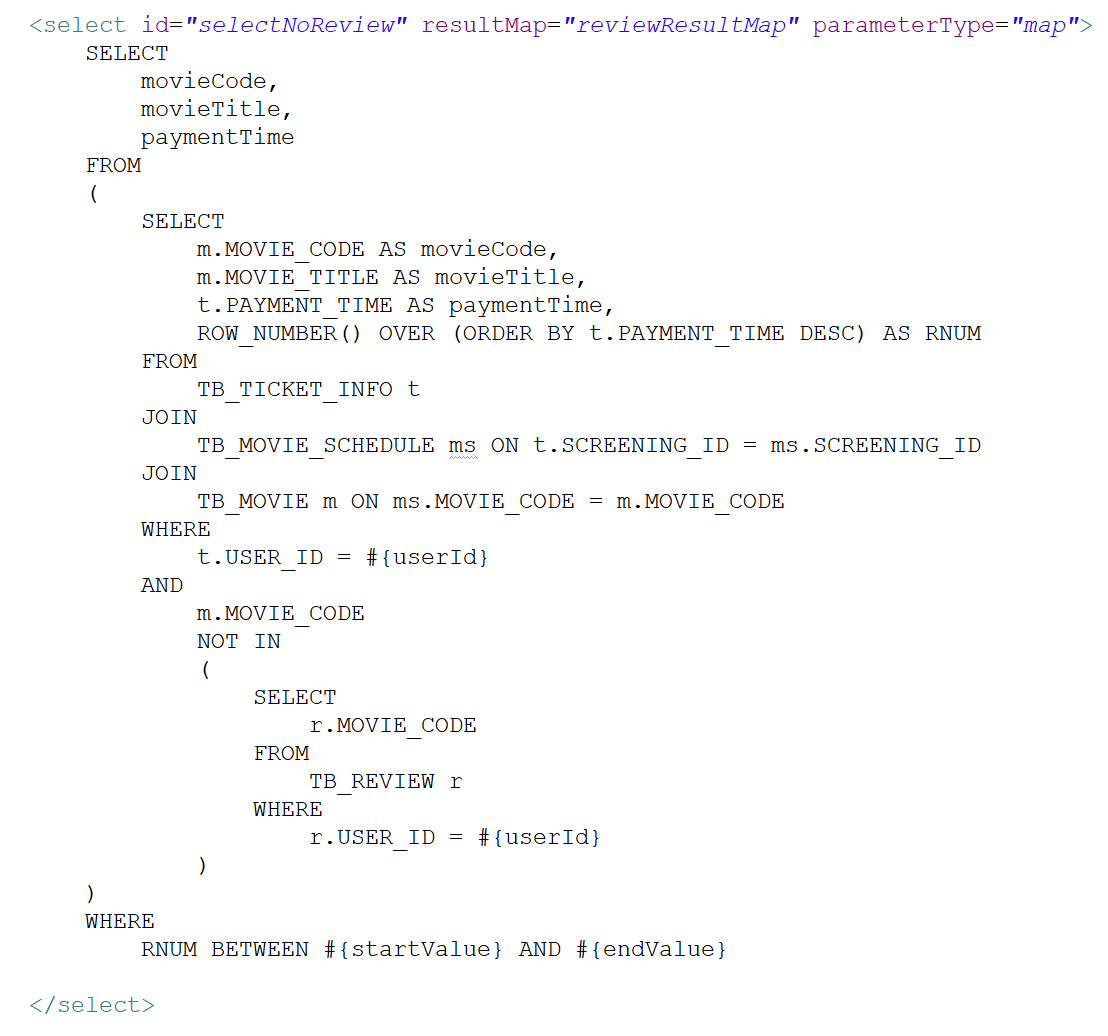 <select id="selectNoReview" resultMap="reviewResultMap" parameterType="map">
SELECT
movieCode,
movieTitle,
paymentTime
FROM
(
SELECT
m.MOVIE_CODE AS movieCode,
m.MOVIE_TITLE AS movieTitle,
t.PAYMENT_TIME AS paymentTime,
ROW_NUMBER() OVER (ORDER BY t.PAYMENT_TIME DESC) AS RNUM
FROM
TB_TICKET_INFO t
JOIN
TB_MOVIE_SCHEDULE ms ON t.SCREENING_ID = ms.SCREENING_ID
JOIN
TB_MOVIE m ON ms.MOVIE_CODE = m.MOVIE_CODE
WHERE
t.USER_ID = #{userId}
AND
m.MOVIE_CODE
NOT IN
(
SELECT
r.MOVIE_CODE
FROM
TB_REVIEW r
WHERE
r.USER_ID = #{userId}
)
)
WHERE
RNUM BETWEEN #{startValue} AND #{endValue}
</select>